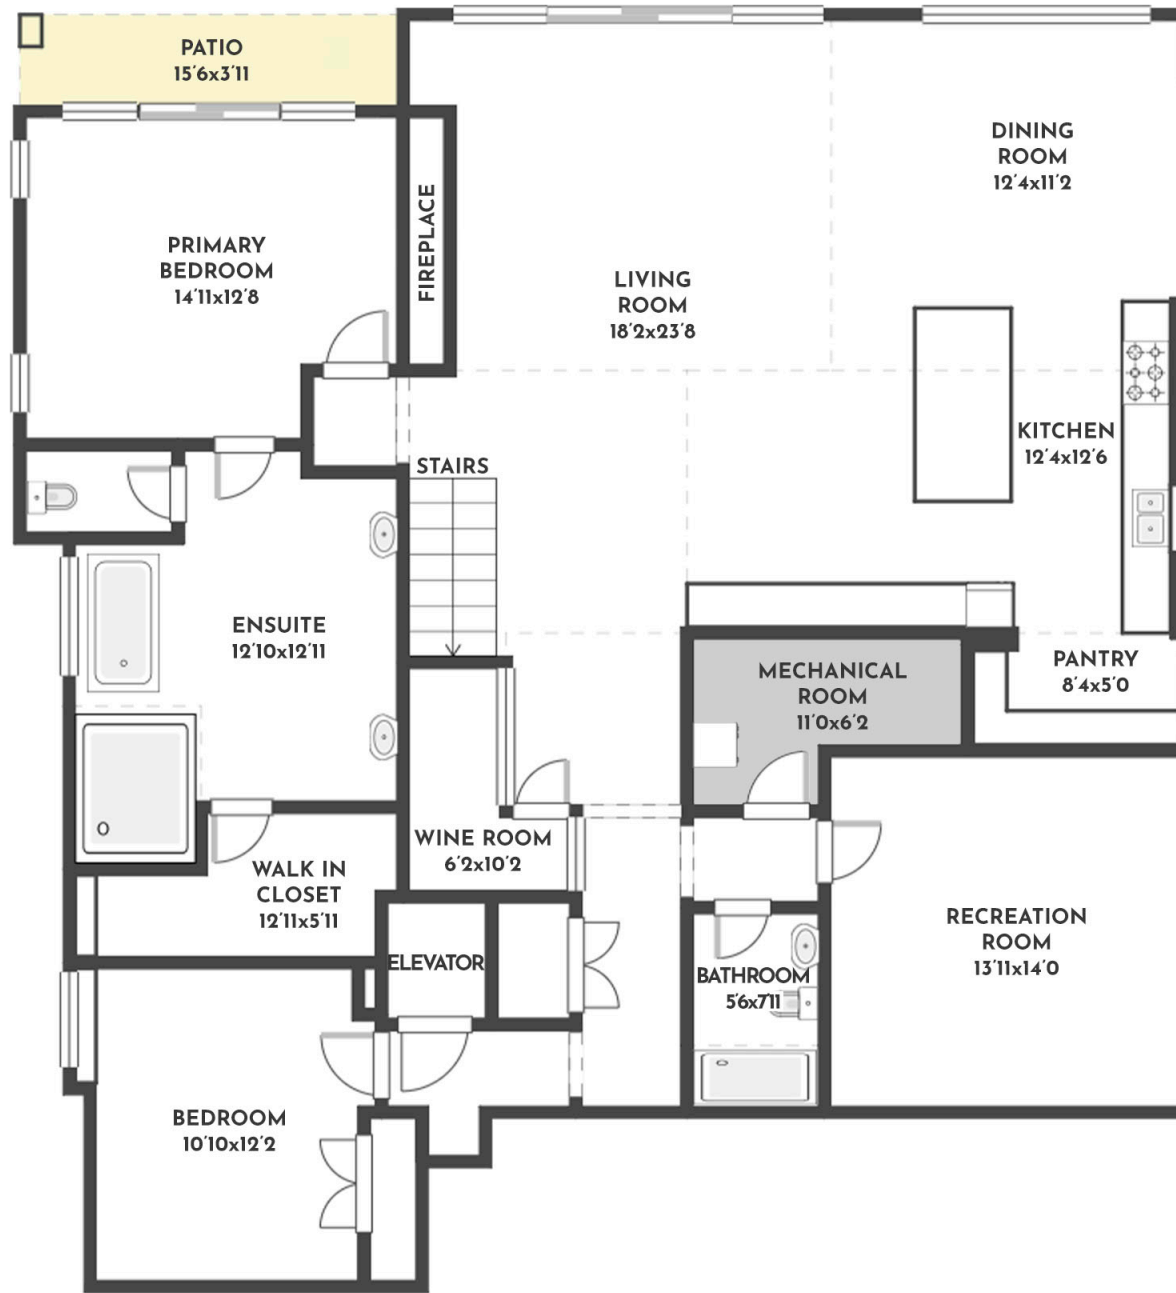 PATIO
15'6x3'11
DINING
ROOM
12'4x11'2
PRIMARY
BEDROOM
14'11x12'8
FIREPLACE
LIVING
ROOM
18'2x23'8
KITCHEN
12'4x12'6
STAIRS
ENSUITE
12'10x12'11
MECHANICAL
ROOM
11'0x6'2
PANTRY
8'4x5'0
WINE ROOM
6'2x10'2
WALK IN
CLOSET
12'11x5'11
RECREATION
ROOM
13'11x14'0
ELEVATOR
BATHROOM
5'6x7'11
BEDROOM
10'10x12'2